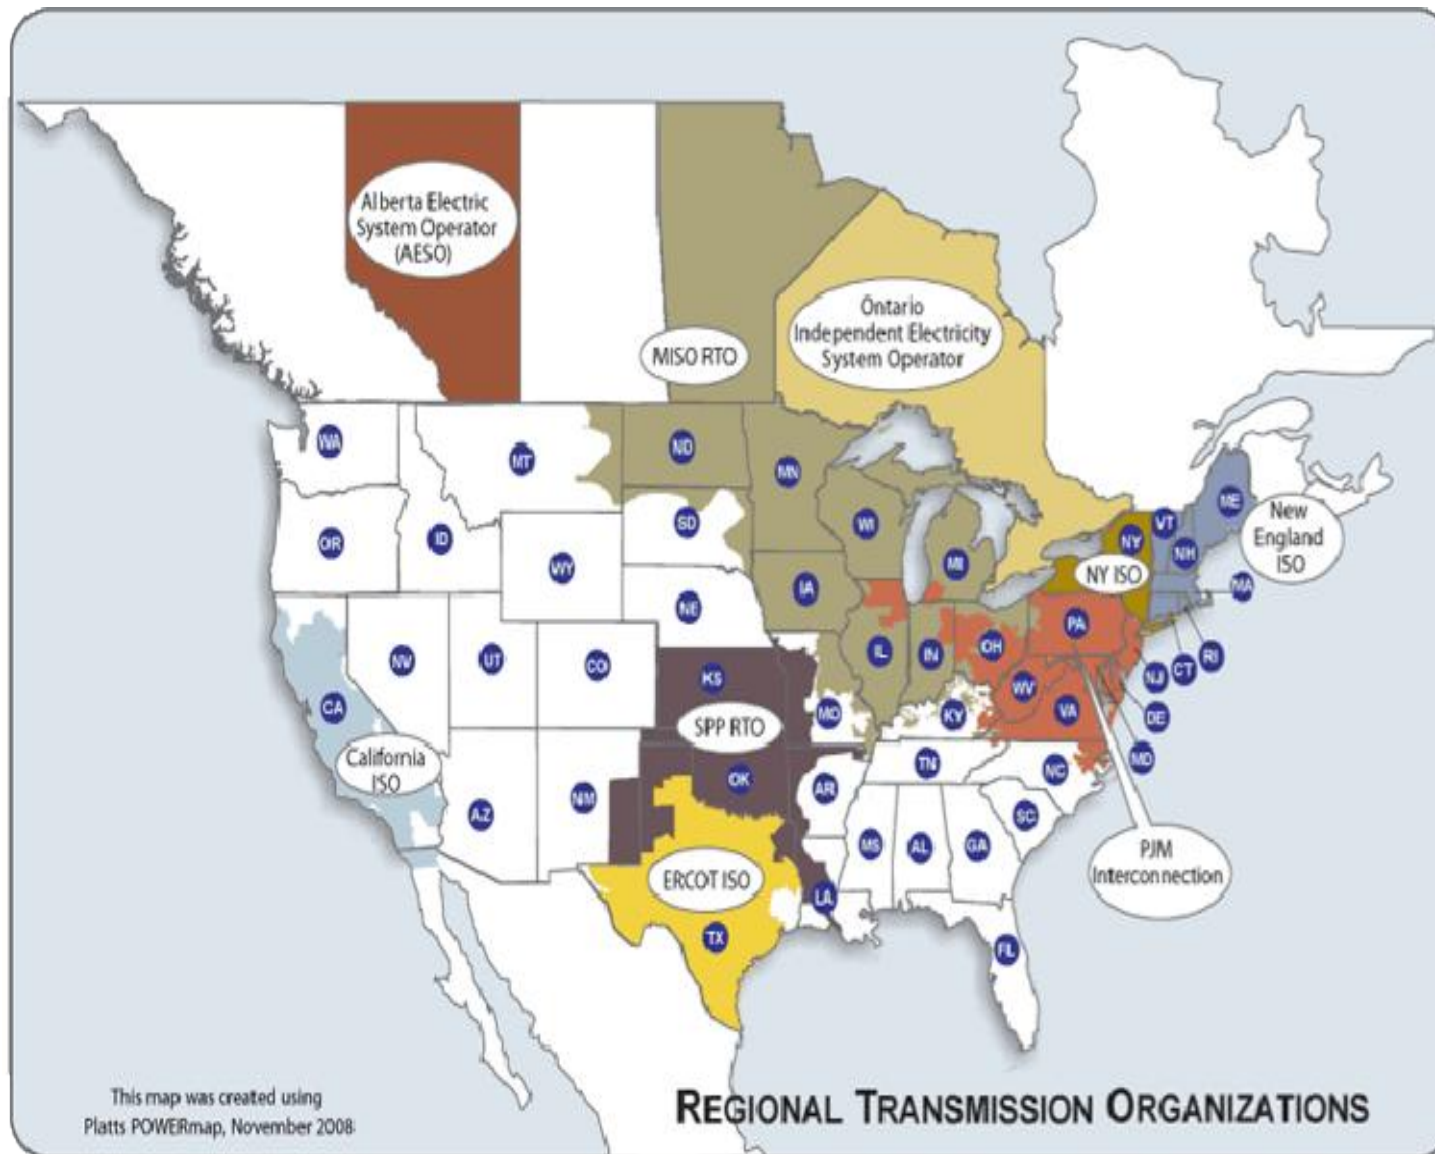 Alberta Electric
System Operator
(AESO)
Ontario
Independent Electricity
System Operator
MISO RTO
WA
MT
ND
MN
OR
ID
SD
WI
ME
VT
NY
NH
New
England
ISO
WY
MI
NY ISO
IA
MA
NE
PA
NV
UT
CO
IL
IN
OH
KS
WV
NJ
CT
RI
CA
SPP RTO
MO
KY
VA
DE
California
ISO
TN
NC
MD
OK
AR
NM
AZ
SC
MS
AL
GA
PJM
Interconnection
ERCOT ISO
LA
TX
FL
This map was created using
Platts POWERmap, November 2008
REGIONAL TRANSMISSION ORGANIZATIONS